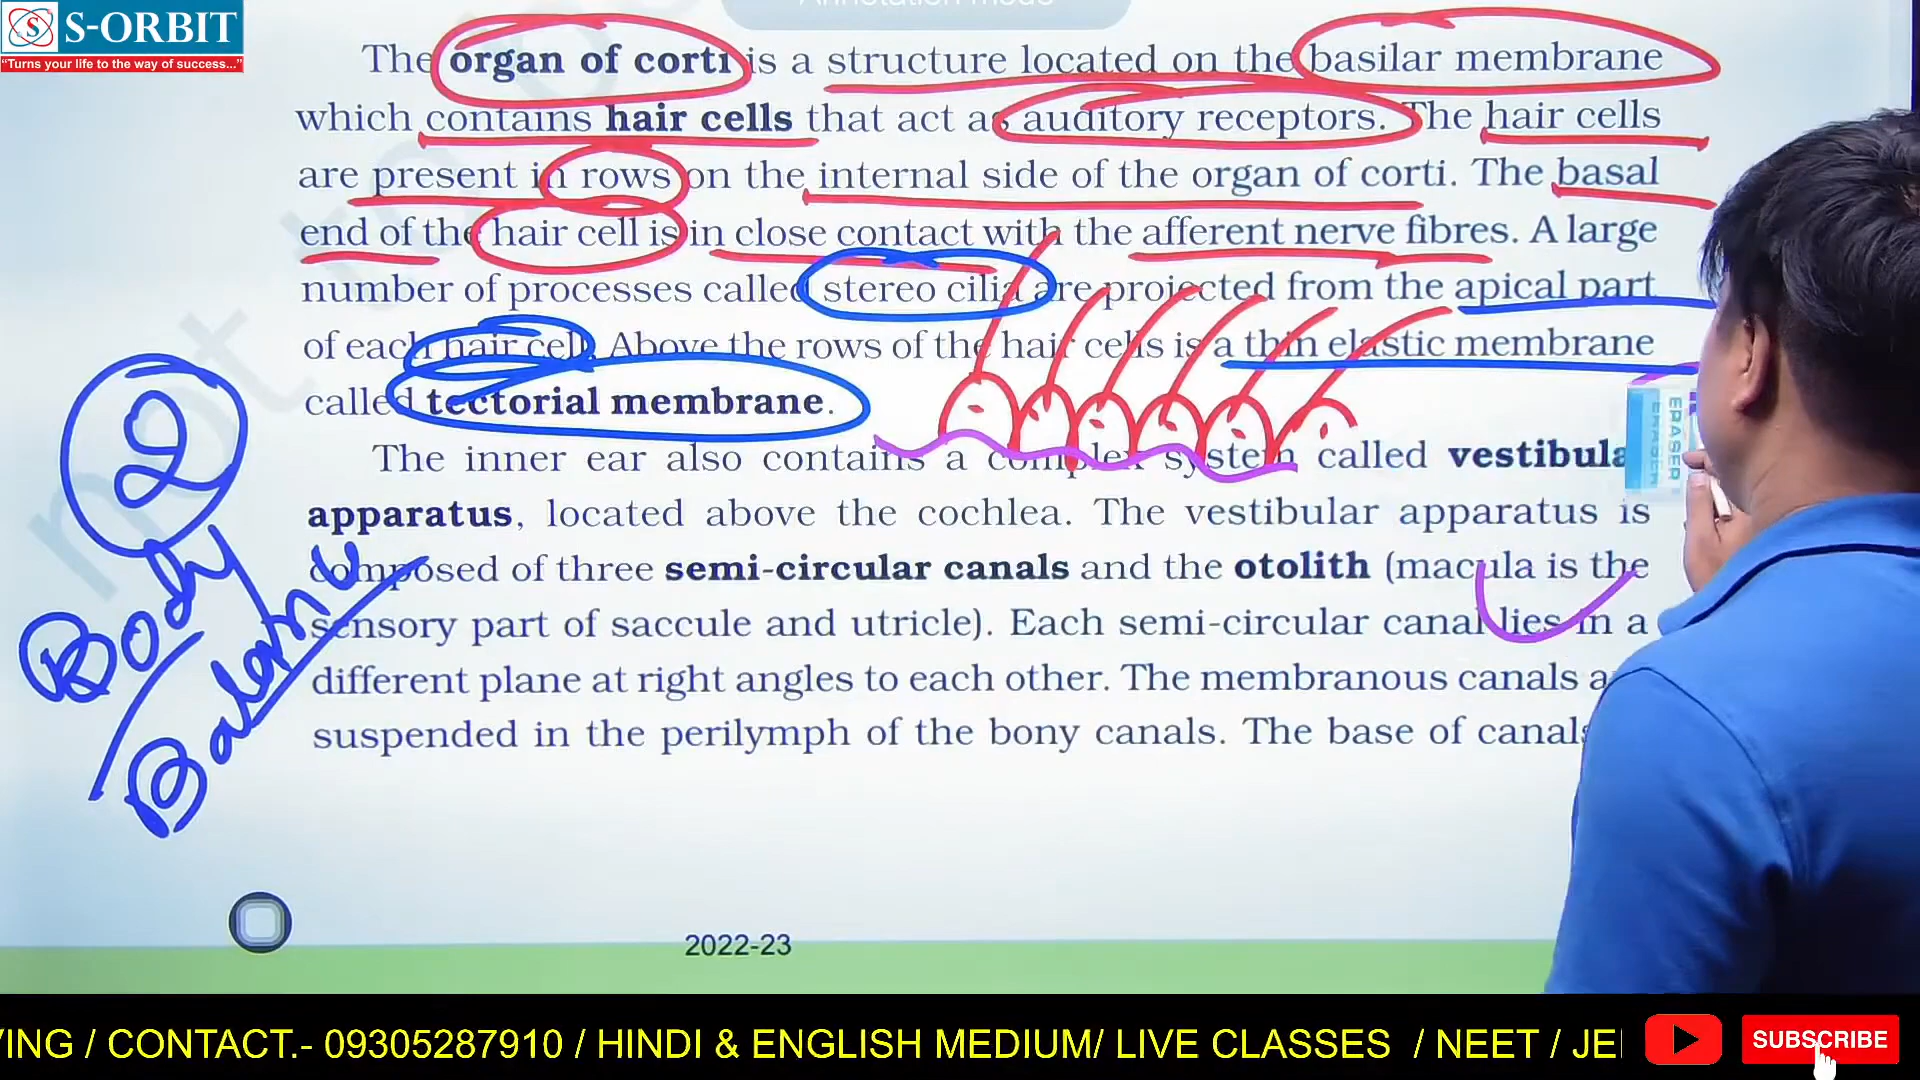 Annotation mode
S S-ORBIT
"Turns your life to the way of success..."
The organ of corti is a structure located on the basilar membrane
which contains hair cells that act as auditory receptors. The hair cells
are present in rows on the internal side of the organ of corti. The basal
end of the hair cell is in close contact with the afferent nerve fibres. A large
number of processes called stereo cilia are projected from the apical part
of each hair cell. Above the rows of the hair cells is a thin elastic membrane
called tectorial membrane.
The inner ear also contains a complex system called vestibula
apparatus, located above the cochlea. The vestibular apparatus is
composed of three semi-circular canals and the otolith (macula is the
sensory part of saccule and utricle). Each semi-circular canal lies in a
different plane at right angles to each other. The membranous canals a
suspended in the perilymph of the bony canals. The base of canals
2
Body
ERASER
ERASER
not to
2022-23
VING / CONTACT.- 09305287910 / HINDI & ENGLISH MEDIUM/ LIVE CLASSES / NEET / JE
SUBSCRIBE